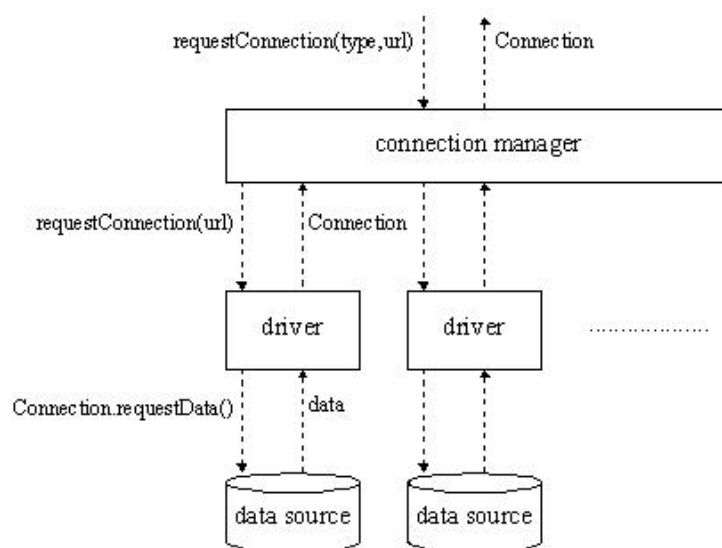 requestConnection(type,url)
Connection
connection manager
requestConnection(url)
Connection
driver
driver
...................
Connection.requestData()
data
data source
data source